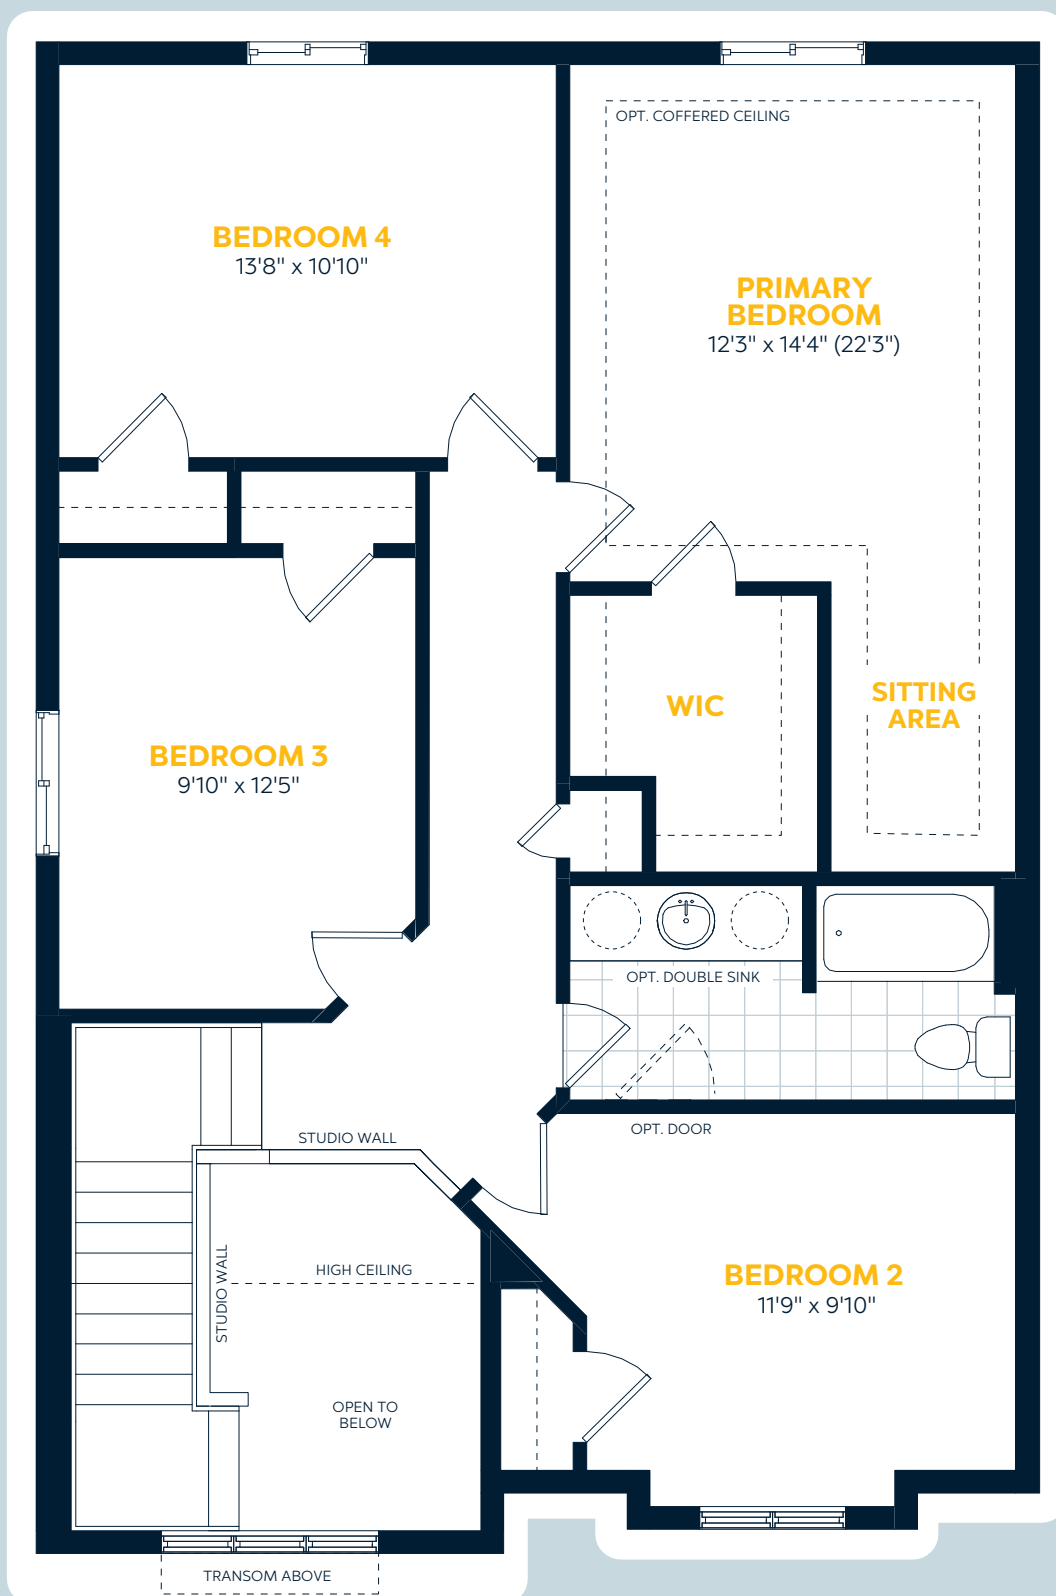 OPT. COFFERED CEILING
BEDROOM 4
13'8" x 10'10"
PRIMARY
BEDROOM
12'3" x 14'4" (22'3")
WIC
SITTING
AREA
BEDROOM 3
9'10" x 12'5"
OPT. DOUBLE SINK
OPT. DOOR
STUDIO WALL
STUDIO WALL
HIGH CEILING
BEDROOM 2
11'9" x 9'10"
OPEN TO
BELOW
TRANSOM ABOVE